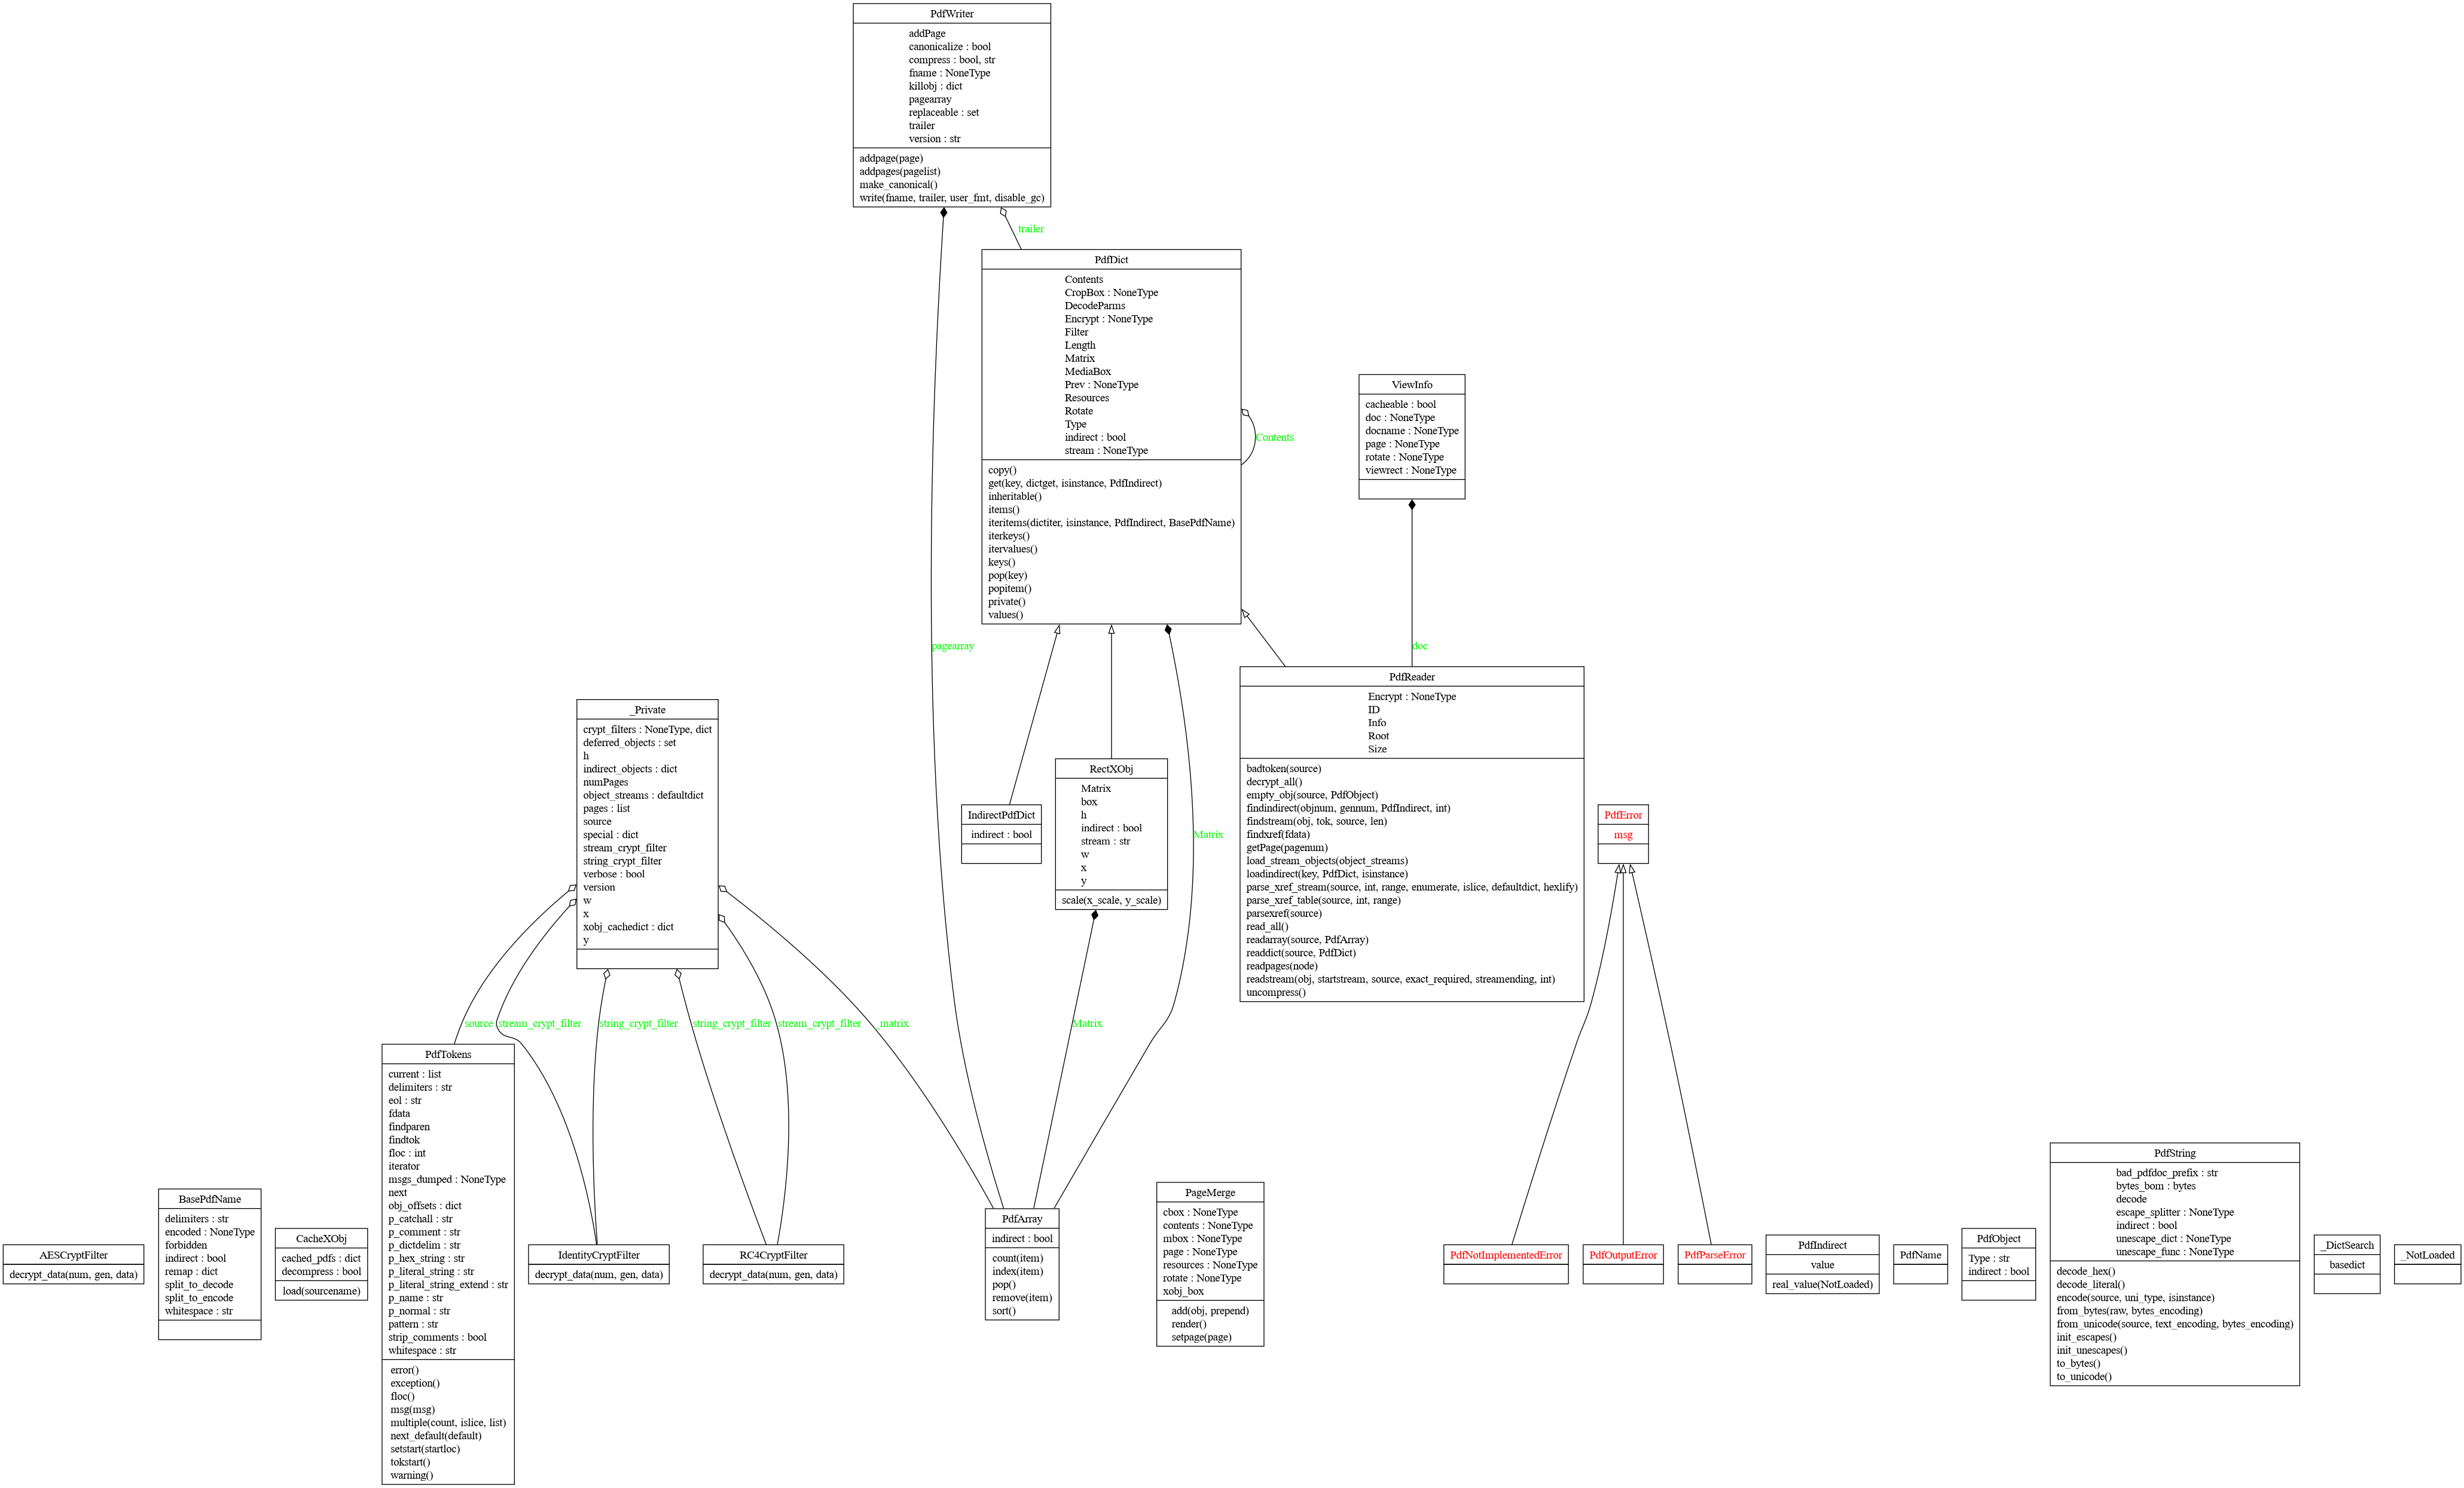 PdfWriter
addPage
canonicalize : bool
compress : bool, str
fname : NoneType
killobj : dict
pagearray
replaceable : set
trailer
version : str
addpage(page)
addpages(pagelist)
make_canonical()
write(fname, trailer, user_fmt, disable_gc)
trailer
PdfDict
Contents
CropBox : NoneType
DecodeParms
Encrypt : NoneType
Filter
Length
Matrix
MediaBox
Prev : NoneType
Resources
Rotate
Type
indirect : bool
stream : NoneType
copy()
get(key, dictget, isinstance, PdfIndirect)
inheritable()
items()
iteritems(dictiter, isinstance, PdfIndirect, BasePdfName)
iterkeys()
itervalues()
keys()
pop(key)
popitem()
private()
values()
Contents
ViewInfo
cacheable : bool
doc : NoneType
docname : NoneType
page : NoneType
rotate : NoneType
viewrect : NoneType
pagearray
doc
_Private
crypt_filters : NoneType, dict
deferred_objects : set
h
indirect_objects : dict
numPages
object_streams : defaultdict
pages : list
source
special : dict
stream_crypt_filter
string_crypt_filter
verbose : bool
version
w
x
xobj_cachedict : dict
y
IndirectPdfDict
indirect : bool
RectXObj
Matrix
box
h
indirect : bool
stream : str
w
x
y
scale(x_scale, y_scale)
Matrix
PdfReader
Encrypt : NoneType
ID
Info
Root
Size
badtoken(source)
decrypt_all()
empty_obj(source, PdfObject)
findindirect(objnum, gennum, PdfIndirect, int)
findstream(obj, tok, source, len)
findxref(fdata)
getPage(pagenum)
load_stream_objects(object_streams)
loadindirect(key, PdfDict, isinstance)
parse_xref_stream(source, int, range, enumerate, islice, defaultdict, hexlify)
parse_xref_table(source, int, range)
parsexref(source)
read_all()
readarray(source, PdfArray)
readdict(source, PdfDict)
readpages(node)
readstream(obj, startstream, source, exact_required, streamending, int)
uncompress()
PdfError
msg
source
stream_crypt_filter
string_crypt_filter
string_crypt_filter
stream_crypt_filter
matrix
Matrix
AESCryptFilter
decrypt_data(num, gen, data)
BasePdfName
delimiters : str
encoded : NoneType
forbidden
indirect : bool
remap : dict
split_to_decode
split_to_encode
whitespace : str
CacheXObj
cached_pdfs : dict
decompress : bool
load(sourcename)
PdfTokens
current : list
delimiters : str
eol : str
fdata
findparen
findtok
floc : int
iterator
msgs_dumped : NoneType
next
obj_offsets : dict
p_catchall : str
p_comment : str
p_dictdelim : str
p_hex_string : str
p_literal_string : str
p_literal_string_extend : str
p_name : str
p_normal : str
pattern : str
strip_comments : bool
whitespace : str
error()
exception()
floc()
msg(msg)
multiple(count, islice, list)
next_default(default)
setstart(startloc)
tokstart()
warning()
IdentityCryptFilter
decrypt_data(num, gen, data)
RC4CryptFilter
decrypt_data(num, gen, data)
PdfArray
indirect : bool
count(item)
index(item)
pop()
remove(item)
sort()
PageMerge
cbox : NoneType
contents : NoneType
mbox : NoneType
page : NoneType
resources : NoneType
rotate : NoneType
xobj_box
add(obj, prepend)
render()
setpage(page)
PdfNotImplementedError
PdfOutputError
PdfParseError
PdfIndirect
value
real_value(NotLoaded)
PdfName
PdfObject
Type : str
indirect : bool
PdfString
bad_pdfdoc_prefix : str
bytes_bom : bytes
decode
escape_splitter : NoneType
indirect : bool
unescape_dict : NoneType
unescape_func : NoneType
decode_hex()
decode_literal()
encode(source, uni_type, isinstance)
from_bytes(raw, bytes_encoding)
from_unicode(source, text_encoding, bytes_encoding)
init_escapes()
init_unescapes()
to_bytes()
to_unicode()
_DictSearch
basedict
_NotLoaded